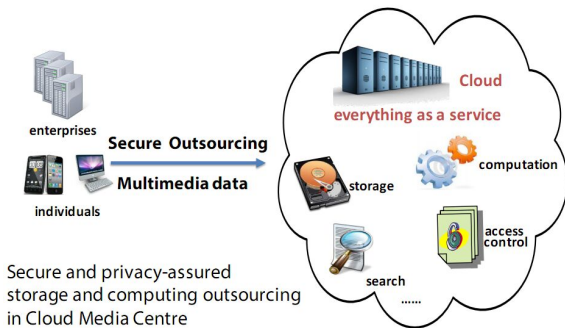 Cloud
everything as a service
enterprises
Secure Outsourcing
Multimedia data
individuals
storage
computation
search
access
control
......
Secure and privacy-assured
storage and computing outsourcing
in Cloud Media Centre